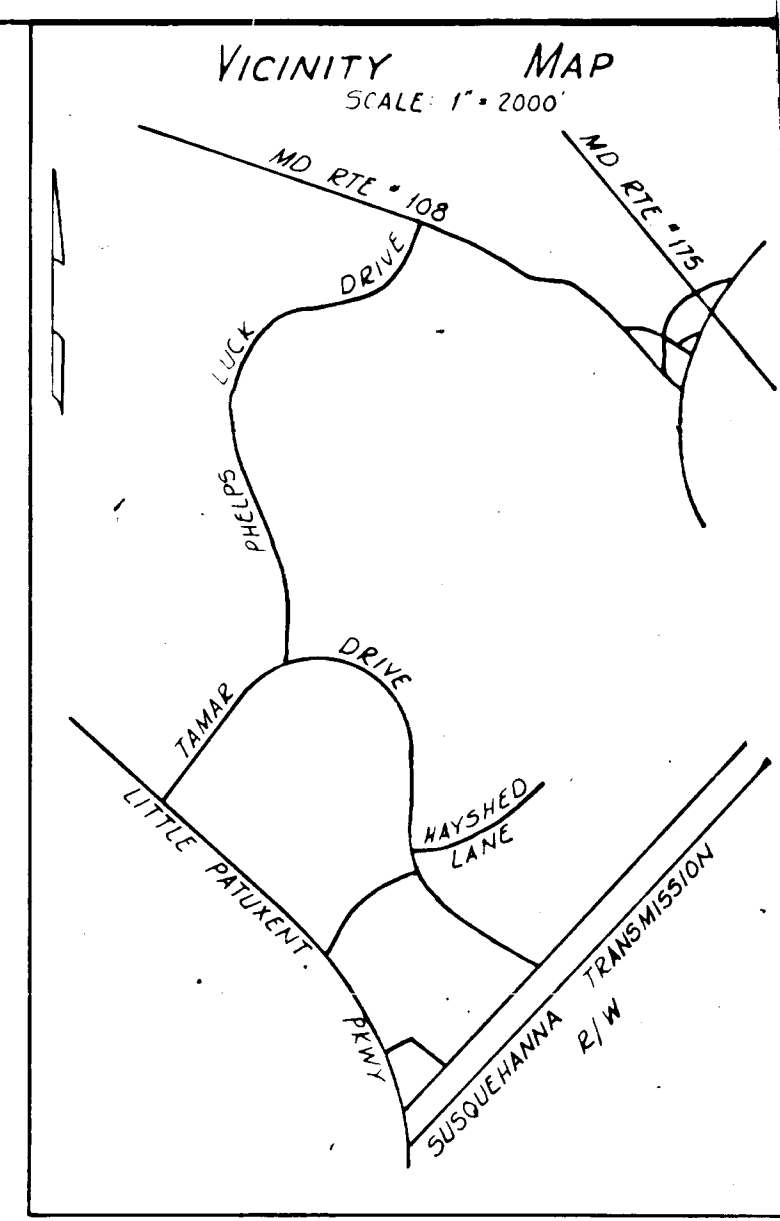 VICINITY MAP
SCALE: 1" = 2000'
MD RTE # 108
MD RTE. # 175
PHELPS LUCK DRIVE
TAMAR DRIVE
HAYSHED
LANE
LITTLE PATUXENT PKWY
SUSQUEHANNA TRANSMISSION
R/W